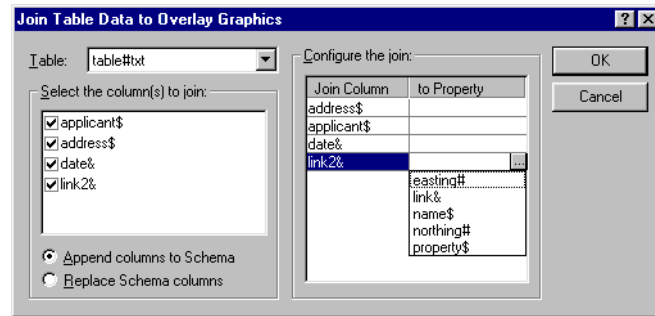 Join Table Data to Overlay Graphics
Table: table#txt
Select the column(s) to join:
applicant$
address$
date&
link2&
Append columns to Schema
Replace Schema columns
Configure the join:
Join Column to Property
address$
applicant$
date&
link2& ...
easting#
link&
name$
northing#
property$
OK
Cancel